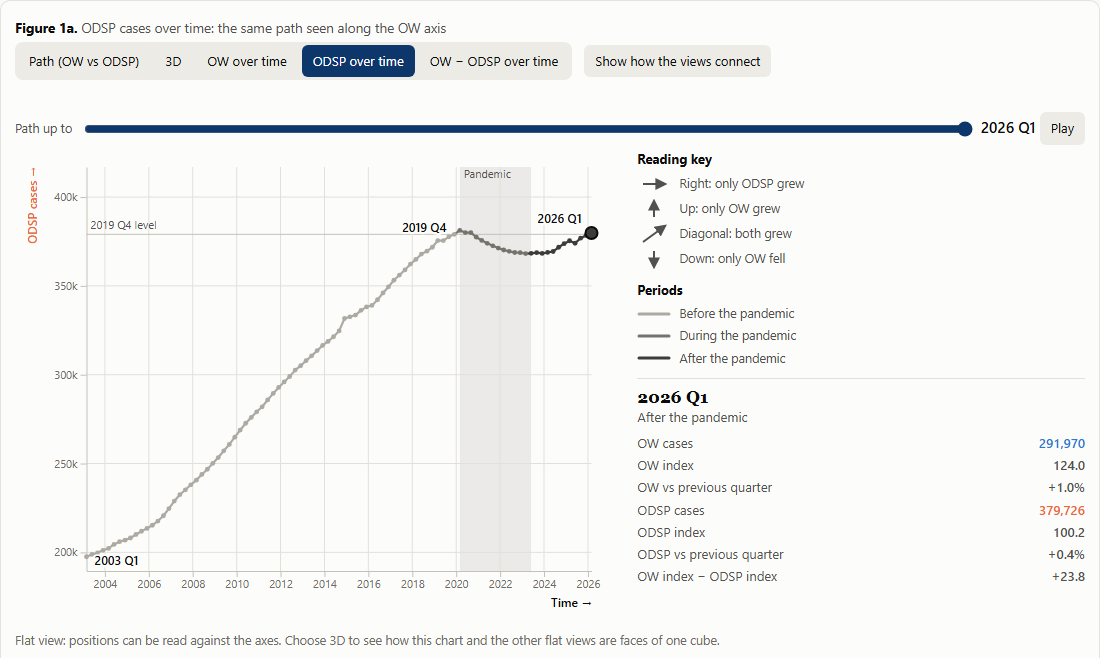 Figure 1a. ODSP cases over time: the same path seen along the OW axis
Path (OW vs ODSP) 3D OW over time ODSP over time OW − ODSP over time Show how the views connect
Path up to 2026 Q1 Play
ODSP cases →
400k
350k
300k
250k
200k
Pandemic
2019 Q4 level
2019 Q4
2026 Q1
2003 Q1
2004 2006 2008 2010 2012 2014 2016 2018 2020 2022 2024 2026
Time →
Reading key
Right: only ODSP grew
Up: only OW grew
Diagonal: both grew
Down: only OW fell
Periods
Before the pandemic
During the pandemic
After the pandemic
2026 Q1
After the pandemic
OW cases 291,970
OW index 124.0
OW vs previous quarter +1.0%
ODSP cases 379,726
ODSP index 100.2
ODSP vs previous quarter +0.4%
OW index − ODSP index +23.8
Flat view: positions can be read against the axes. Choose 3D to see how this chart and the other flat views are faces of one cube.